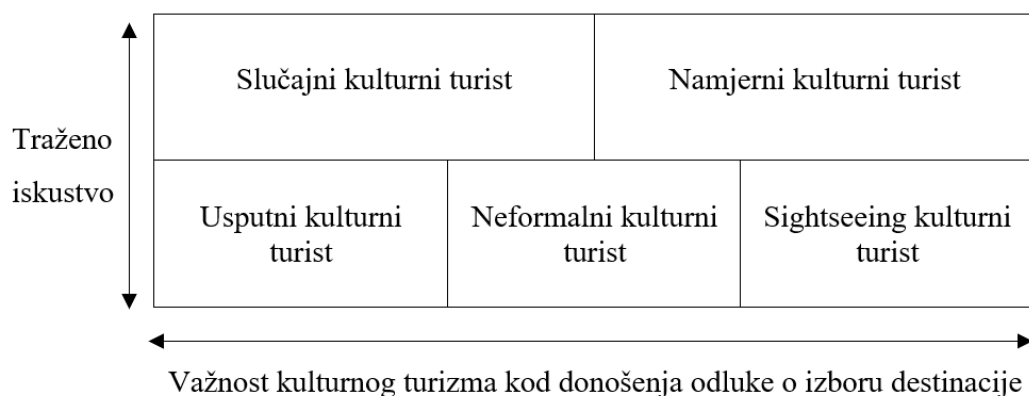 Slučajni kulturni turist
Namjerni kulturni turist
Traženo
iskustvo
Usputni kulturni
turist
Neformalni kulturni
turist
Sightseeing kulturni
turist
Važnost kulturnog turizma kod donošenja odluke o izboru destinacije